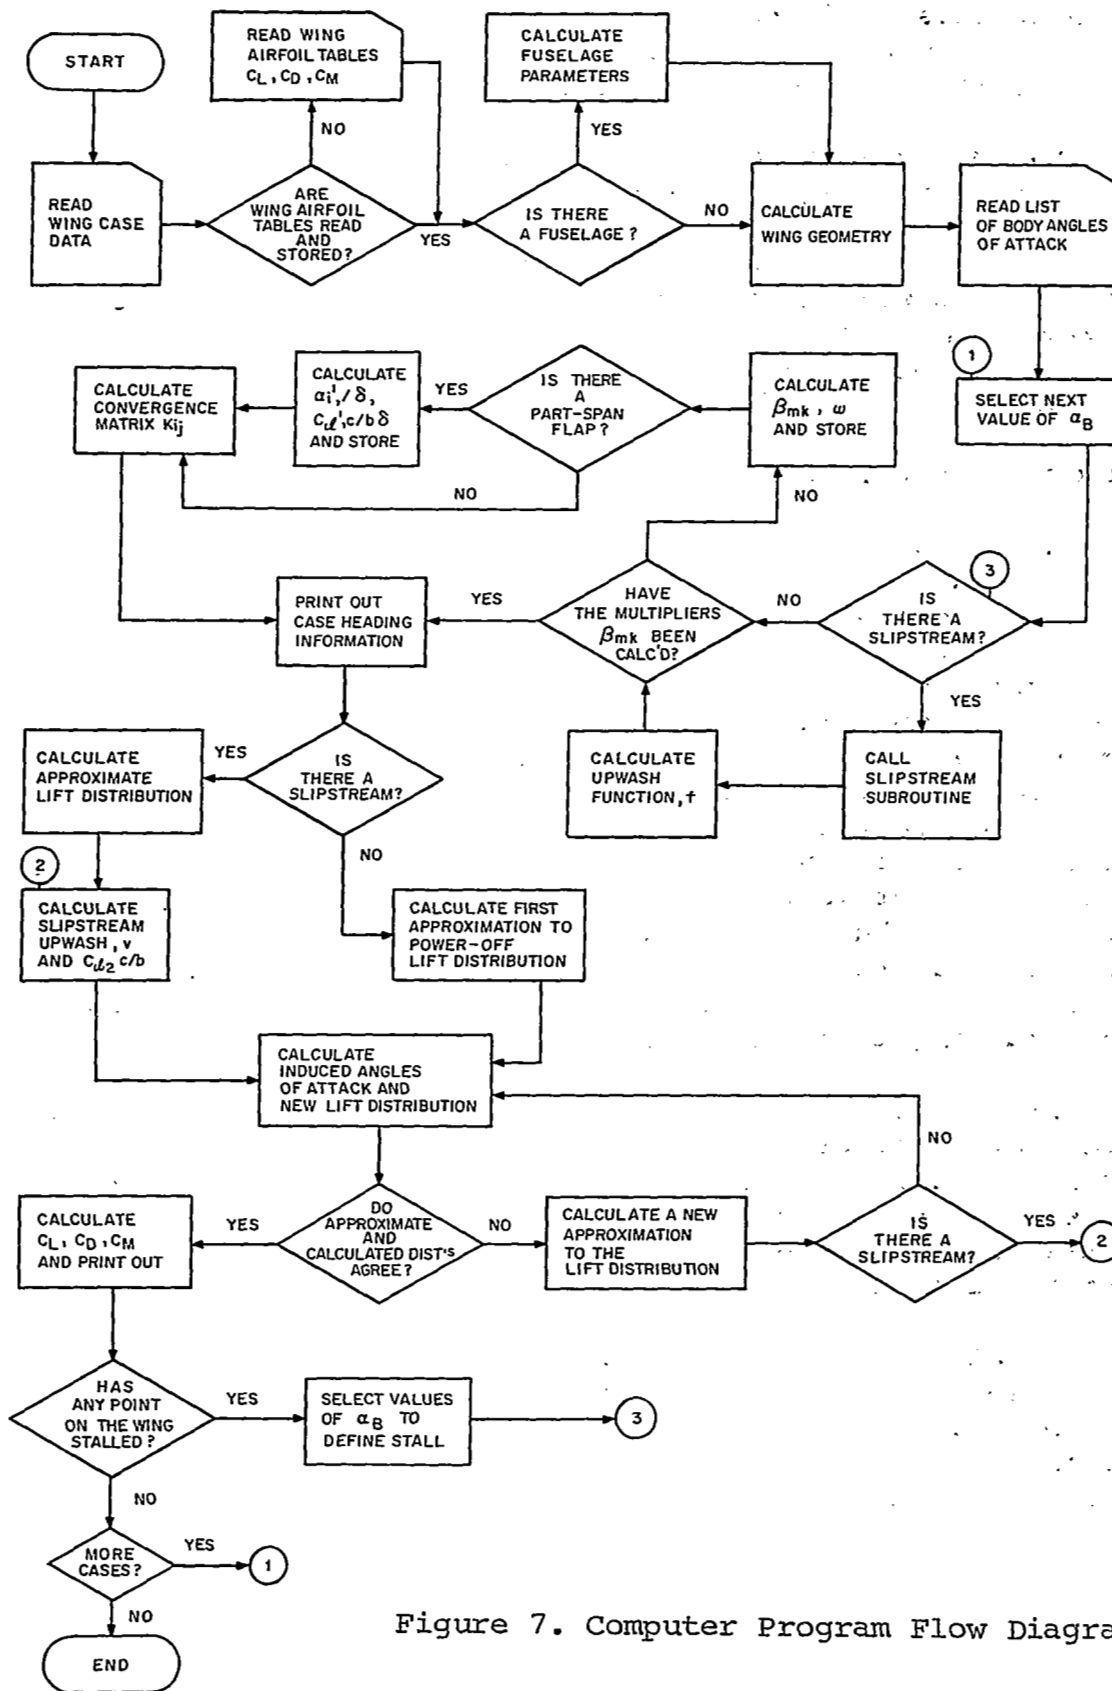 START
READ WING
AIRFOIL TABLES
CL, CD, CM
CALCULATE
FUSELAGE
PARAMETERS
NO
YES
READ
WING CASE
DATA
ARE
WING AIRFOIL
TABLES READ
AND
STORED?
YES
IS THERE
A FUSELAGE?
NO
CALCULATE
WING GEOMETRY
READ LIST
OF BODY ANGLES
OF ATTACK
1
SELECT NEXT
VALUE OF αB
CALCULATE
βmk, ω
AND STORE
IS THERE
A
PART-SPAN
FLAP?
YES
CALCULATE
αi'/δ,
Cℓ', c/bδ
AND STORE
CALCULATE
CONVERGENCE
MATRIX Kij
NO
NO
3
IS
THERE A
SLIPSTREAM?
NO
HAVE
THE MULTIPLIERS
βmk BEEN
CALC'D?
YES
PRINT OUT
CASE HEADING
INFORMATION
YES
CALL
SLIPSTREAM
SUBROUTINE
CALCULATE
UPWASH
FUNCTION, f
IS
THERE A
SLIPSTREAM?
YES
CALCULATE
APPROXIMATE
LIFT DISTRIBUTION
NO
2
CALCULATE
SLIPSTREAM
UPWASH, v
AND Cℓ2 c/b
CALCULATE FIRST
APPROXIMATION TO
POWER-OFF
LIFT DISTRIBUTION
CALCULATE
INDUCED ANGLES
OF ATTACK AND
NEW LIFT DISTRIBUTION
NO
DO
APPROXIMATE
AND
CALCULATED DIST'S
AGREE?
YES
CALCULATE
CL, CD, CM
AND PRINT OUT
NO
CALCULATE A NEW
APPROXIMATION
TO THE
LIFT DISTRIBUTION
IS
THERE A
SLIPSTREAM?
YES
2
HAS
ANY POINT
ON THE WING
STALLED?
YES
SELECT VALUES
OF αB TO
DEFINE STALL
3
NO
MORE
CASES?
YES
1
NO
END
Figure 7. Computer Program Flow Diagra